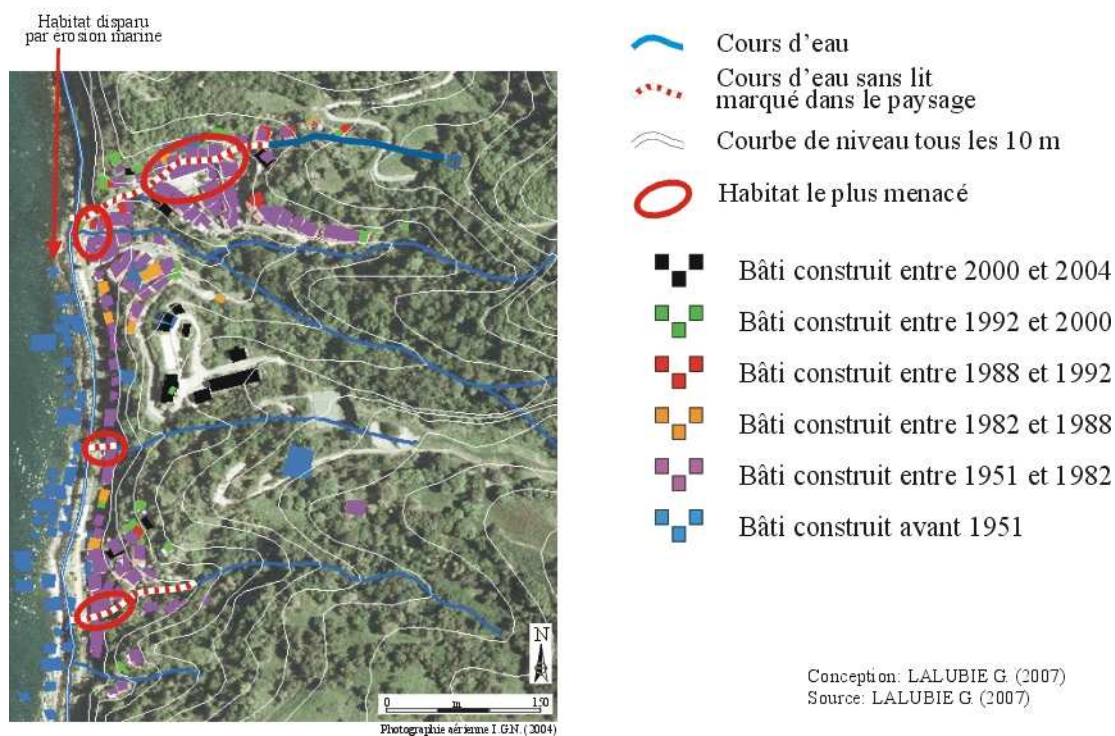 Habitat disparu
par érosion marine
Cours d'eau
Cours d'eau sans lit
marqué dans le paysage
Courbe de niveau tous les 10 m
Habitat le plus menacé
Bâti construit entre 2000 et 2004
Bâti construit entre 1992 et 2000
Bâti construit entre 1988 et 1992
Bâti construit entre 1982 et 1988
Bâti construit entre 1951 et 1982
Bâti construit avant 1951
N
0 m 150
Photographie aérienne I.G.N. (2004)
Conception: LALUBIE G. (2007)
Source: LALUBIE G. (2007)